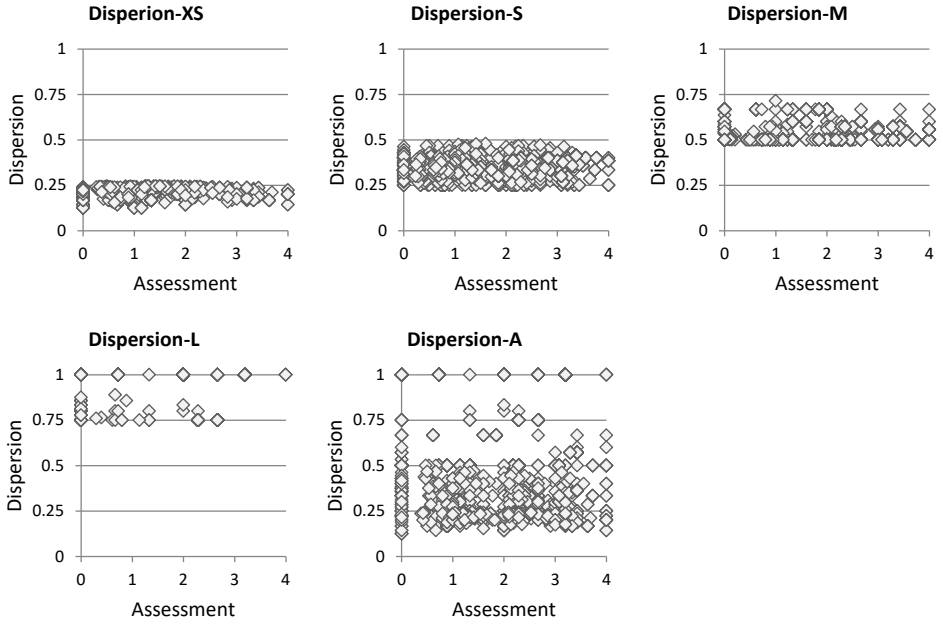 Disperion-XS
1
0.75
0.5
0.25
0
Dispersion
0 1 2 3 4
Assessment
Dispersion-S
1
0.75
0.5
0.25
0
Dispersion
0 1 2 3 4
Assessment
Dispersion-M
1
0.75
0.5
0.25
0
Dispersion
0 1 2 3 4
Assessment
Dispersion-L
1
0.75
0.5
0.25
0
Dispersion
0 1 2 3 4
Assessment
Dispersion-A
1
0.75
0.5
0.25
0
Dispersion
0 1 2 3 4
Assessment